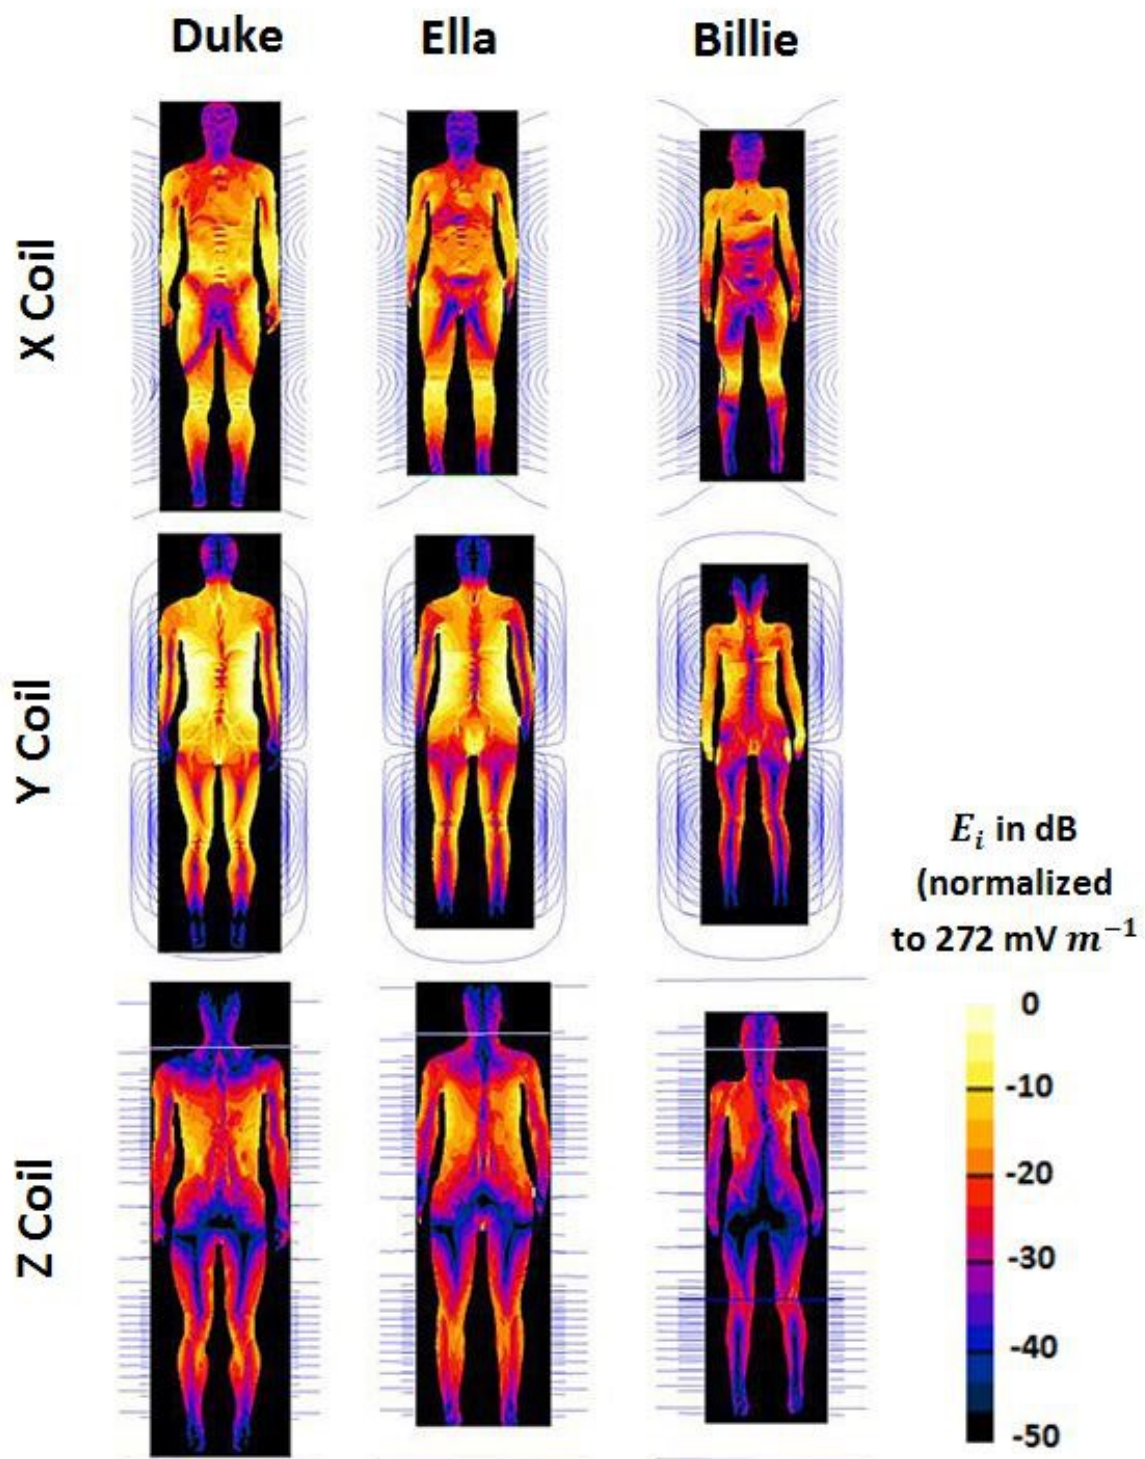 Duke Ella Billie
X Coil
Y Coil
Z Coil
𝑬𝒊 in dB
(normalized
to 272 mV 𝒎⁻¹
0
-10
-20
-30
-40
-50